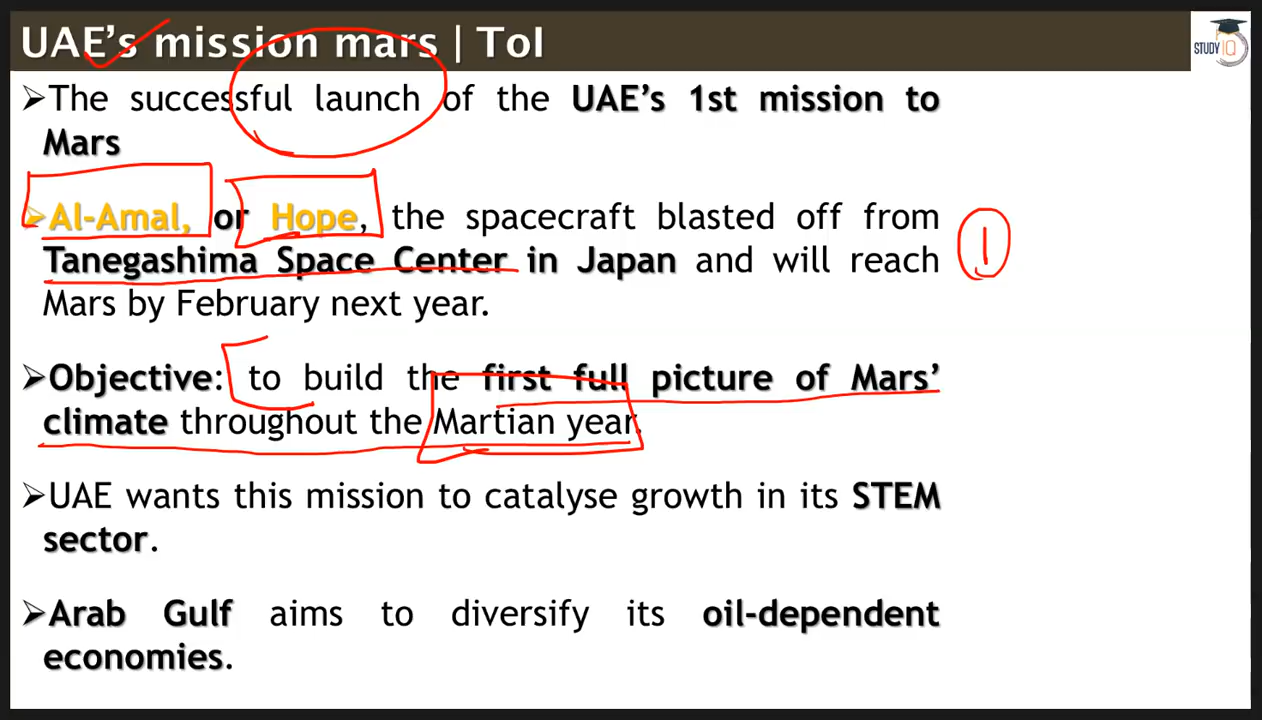 UAE's mission mars | ToI
STUDY IQ
➢The successful launch of the UAE's 1st mission to
Mars
➢Al-Amal, or Hope, the spacecraft blasted off from
Tanegashima Space Center in Japan and will reach
Mars by February next year.
1
➢Objective: to build the first full picture of Mars'
climate throughout the Martian year.
➢UAE wants this mission to catalyse growth in its STEM
sector.
➢Arab Gulf aims to diversify its oil-dependent
economies.